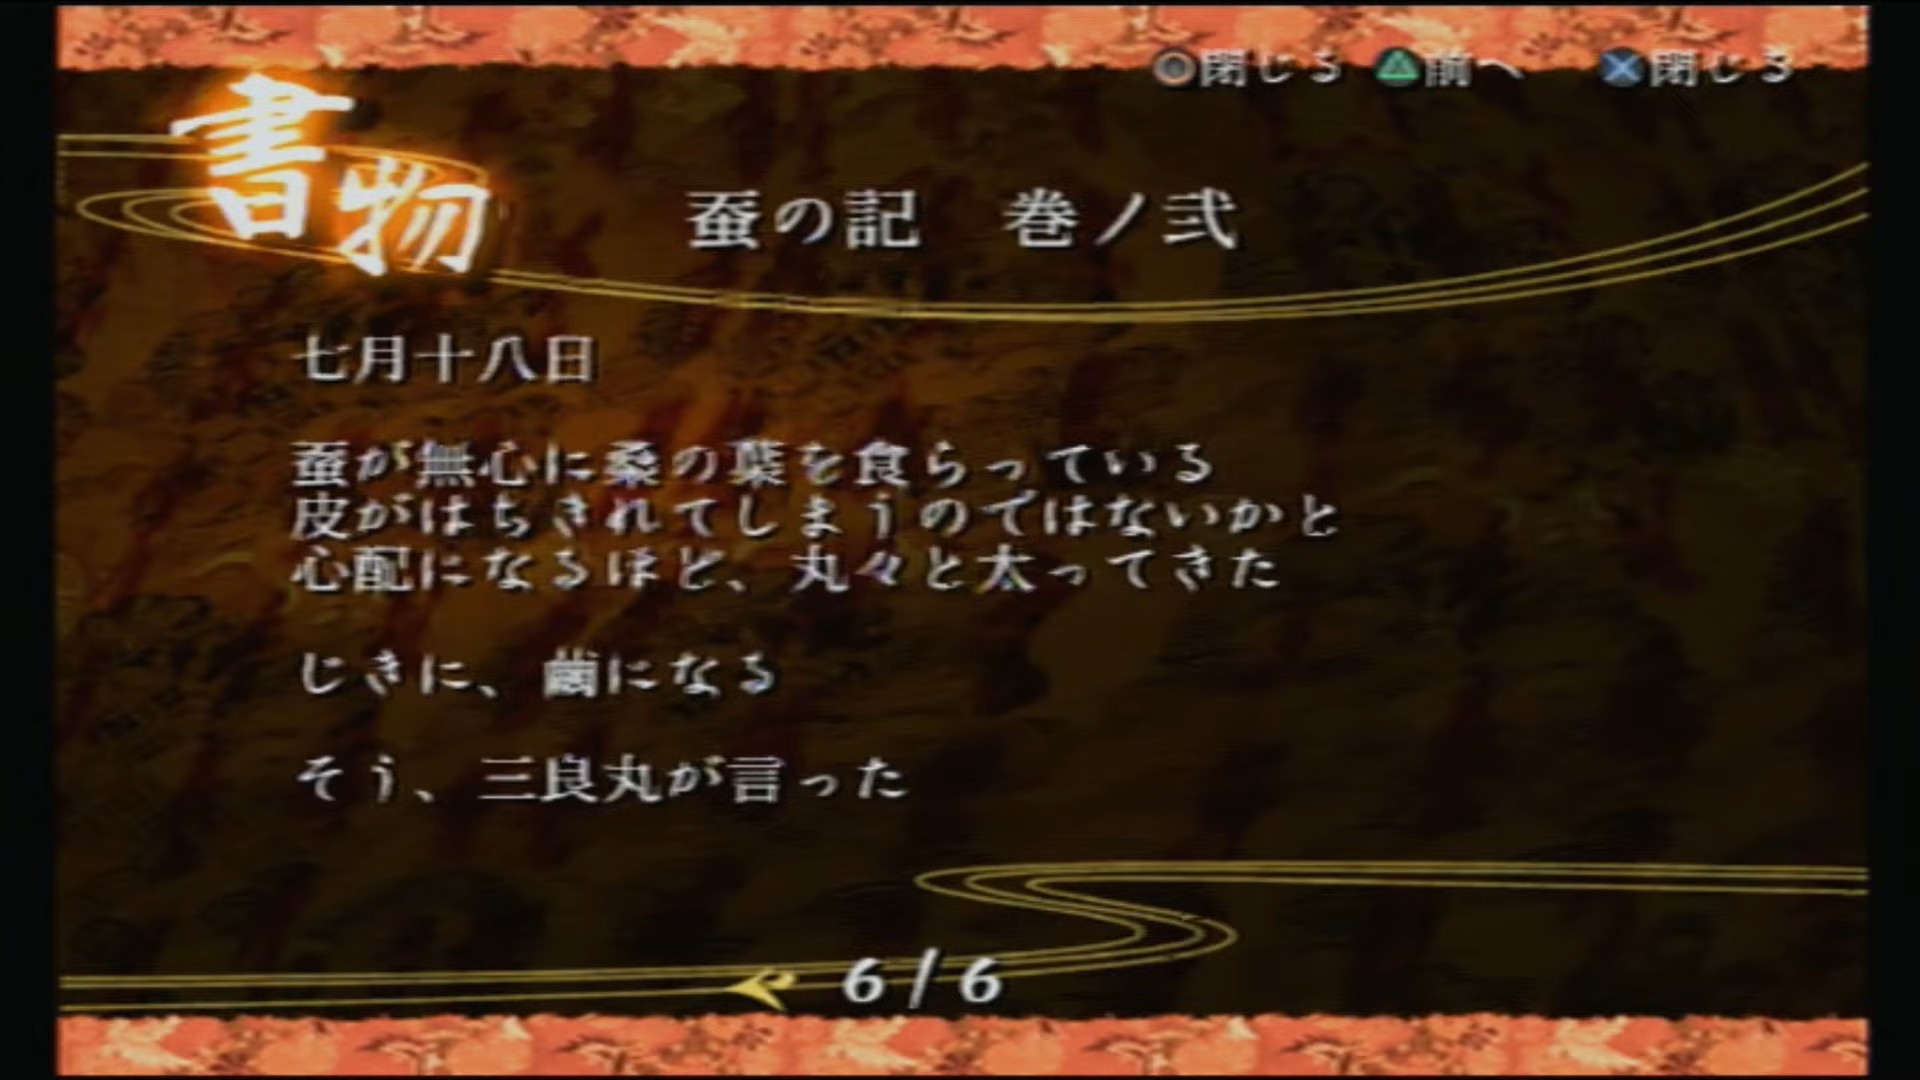 閉じる 前へ 閉じる
書物
蚕の記 巻ノ弐
七月十八日
蚕が無心に桑の葉を食らっている
皮がはちきれてしまうのではないかと
心配になるほど、丸々と太ってきた
じきに、繭になる
そう、三良丸が言った
6/6